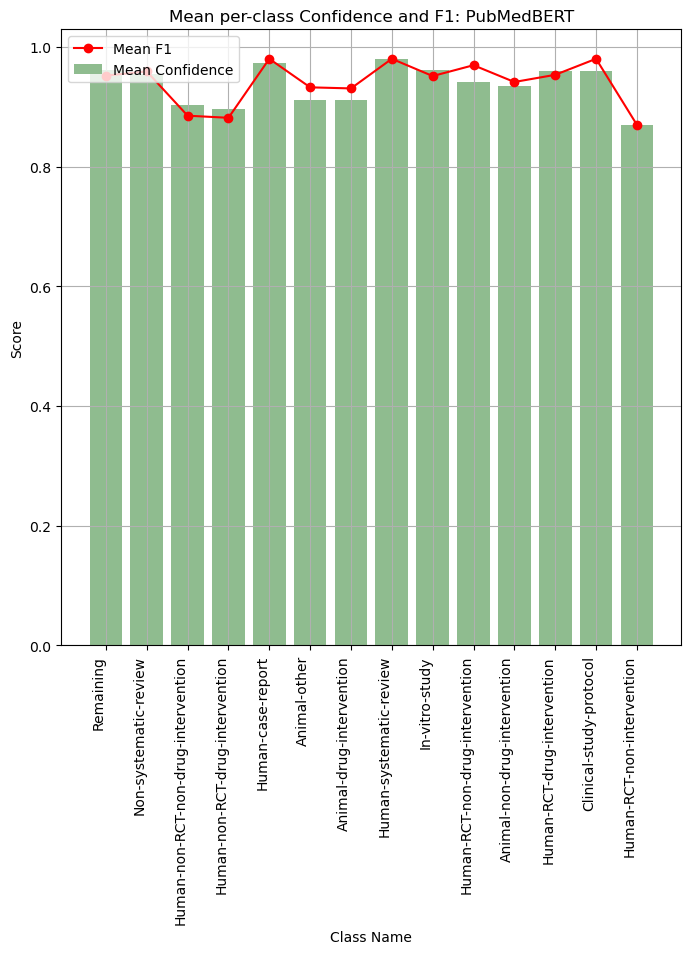 Mean per-class Confidence and F1: PubMedBERT
Mean F1
Mean Confidence
1.0
0.8
0.6
0.4
0.2
0.0
Score
Remaining
Non-systematic-review
Human-non-RCT-non-drug-intervention
Human-non-RCT-drug-intervention
Human-case-report
Animal-other
Animal-drug-intervention
Human-systematic-review
In-vitro-study
Human-RCT-non-drug-intervention
Animal-non-drug-intervention
Human-RCT-drug-intervention
Clinical-study-protocol
Human-RCT-non-intervention
Class Name